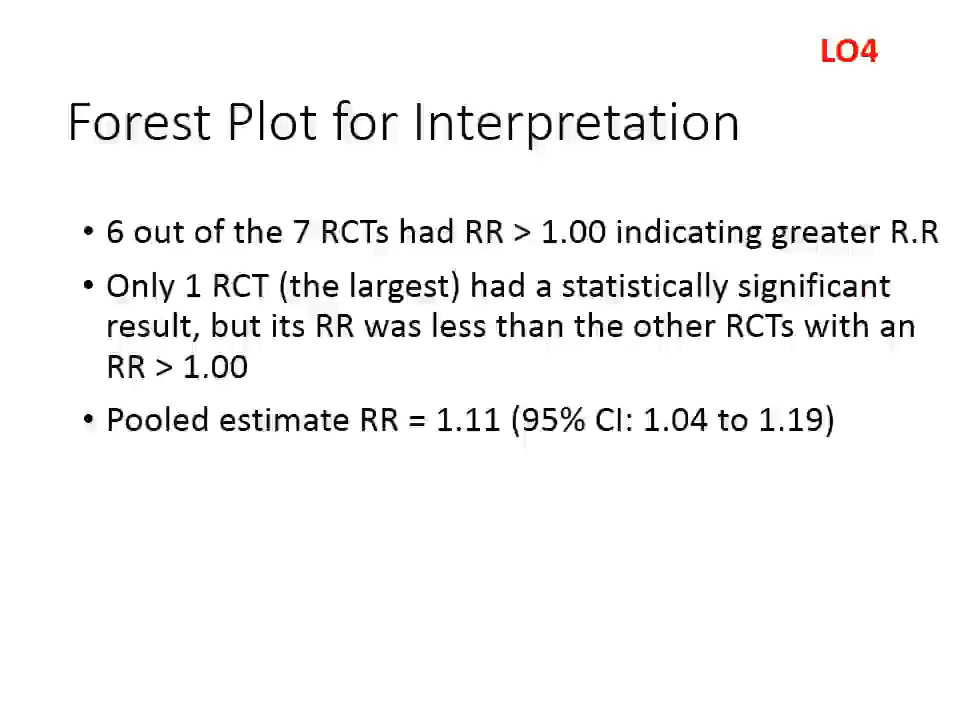 LO4
Forest Plot for Interpretation
• 6 out of the 7 RCTs had RR > 1.00 indicating greater R.R
• Only 1 RCT (the largest) had a statistically significant
result, but its RR was less than the other RCTs with an
RR > 1.00
• Pooled estimate RR = 1.11 (95% CI: 1.04 to 1.19)